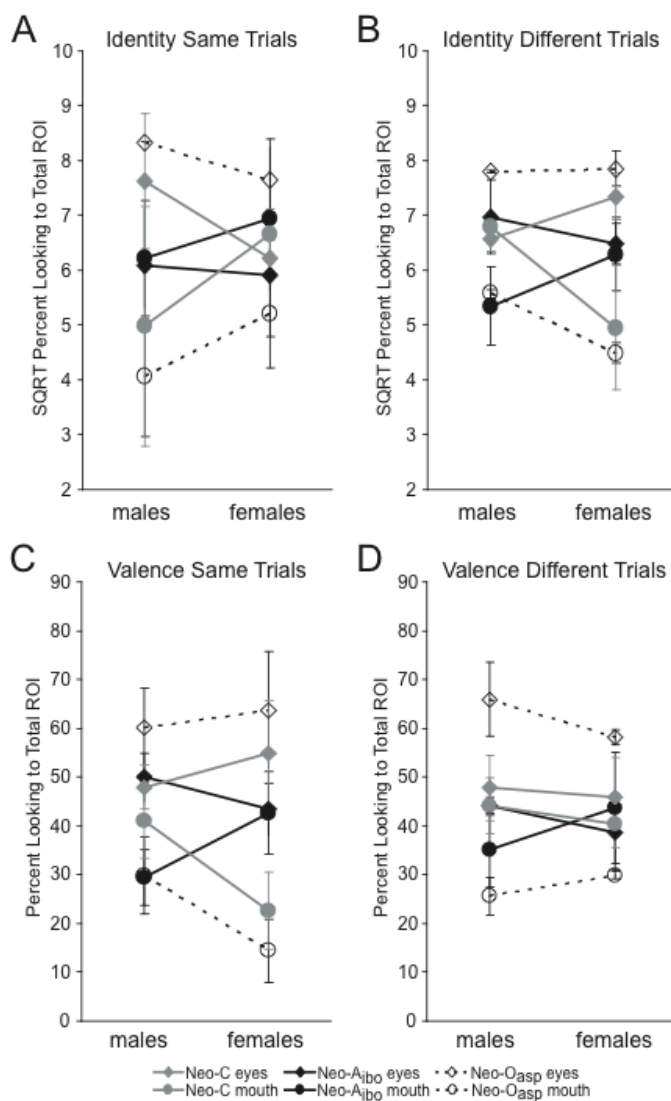 A Identity Same Trials
B Identity Different Trials
SQRT Percent Looking to Total ROI
10
9
8
7
6
5
4
3
2
males females
SQRT Percent Looking to Total ROI
10
9
8
7
6
5
4
3
2
males females
C Valence Same Trials
D Valence Different Trials
Percent Looking to Total ROI
90
80
70
60
50
40
30
20
10
0
males females
Percent Looking to Total ROI
90
80
70
60
50
40
30
20
10
0
males females
Neo-C eyes Neo-Aibo eyes Neo-Oasp eyes
Neo-C mouth Neo-Aibo mouth Neo-Oasp mouth